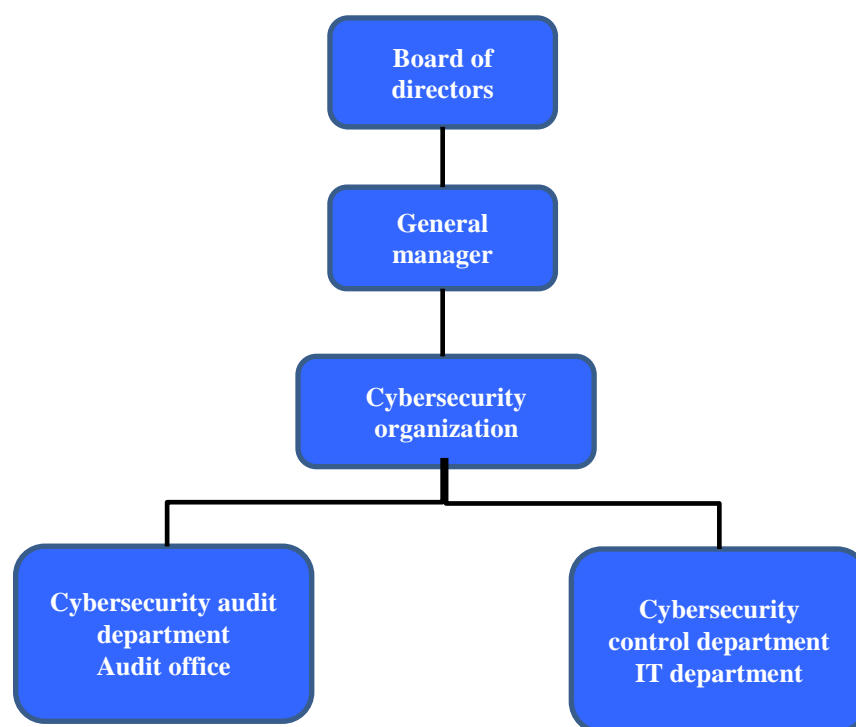 Board of
directors
General
manager
Cybersecurity
organization
Cybersecurity audit
department
Audit office
Cybersecurity
control department
IT department